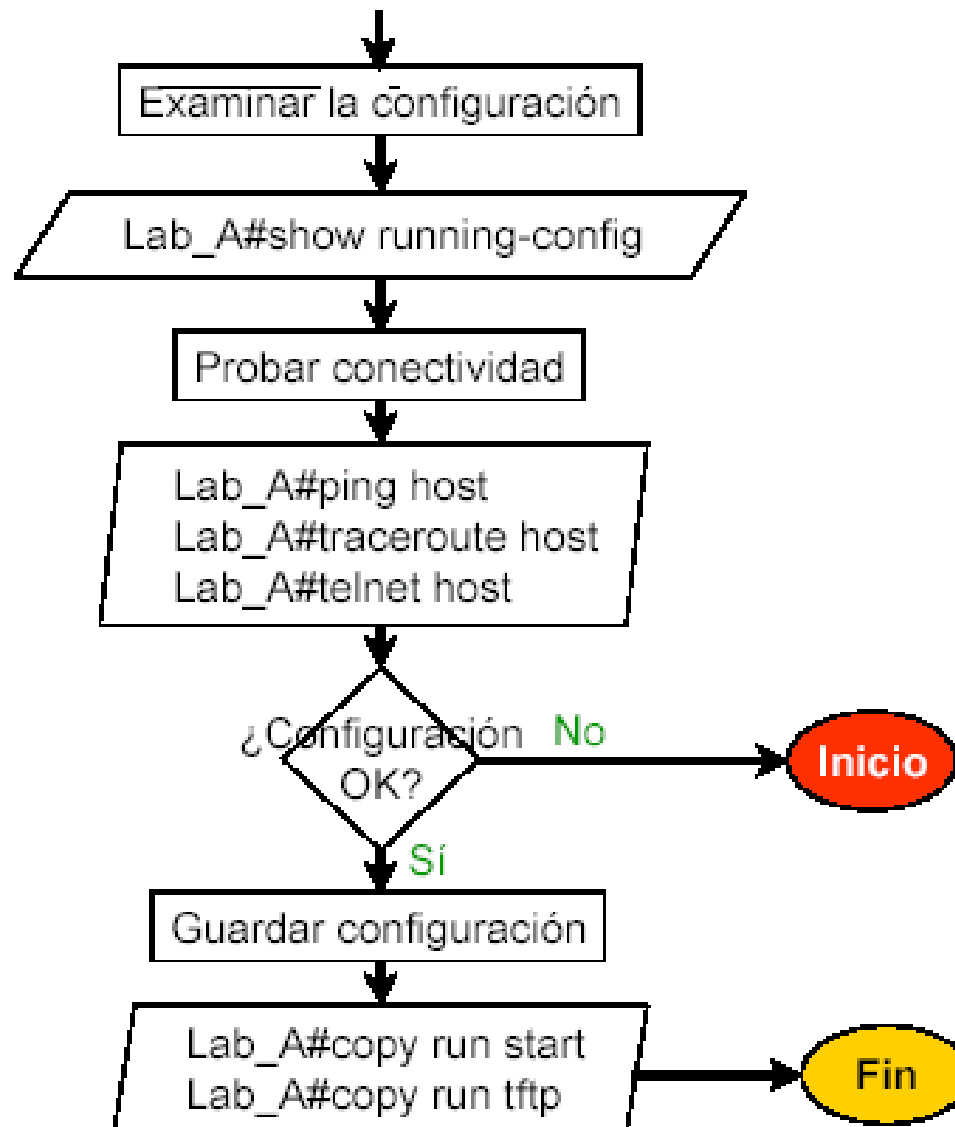 Examinar la configuración
Lab_A#show running-config
Probar conectividad
Lab_A#ping host
Lab_A#traceroute host
Lab_A#telnet host
¿Configuración
OK?
No
Inicio
Sí
Guardar configuración
Lab_A#copy run start
Lab_A#copy run tftp
Fin